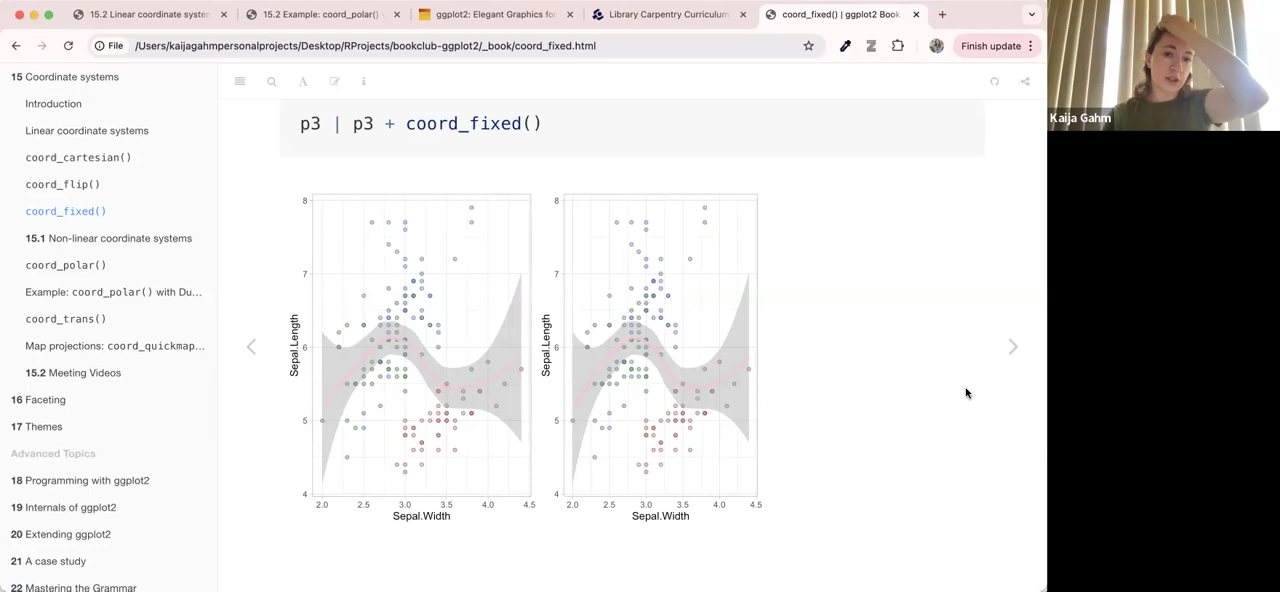 15.2 Linear coordinate system
15.2 Example: coord_polar()
ggplot2: Elegant Graphics for
Library Carpentry Curriculum
coord_fixed() | ggplot2 Book
File
/Users/kaijagahmpersonalprojects/Desktop/RProjects/bookclub-ggplot2/_book/coord_fixed.html
Finish update
15 Coordinate systems
Introduction
Linear coordinate systems
coord_cartesian()
coord_flip()
coord_fixed()
15.1 Non-linear coordinate systems
coord_polar()
Example: coord_polar() with Du...
coord_trans()
Map projections: coord_quickmap...
15.2 Meeting Videos
16 Faceting
17 Themes
Advanced Topics
18 Programming with ggplot2
19 Internals of ggplot2
20 Extending ggplot2
21 A case study
22 Mastering the Grammar
p3 | p3 + coord_fixed()
8
7
6
5
4
Sepal.Length
2.0 2.5 3.0 3.5 4.0 4.5
Sepal.Width
8
7
6
5
4
Sepal.Length
2.0 2.5 3.0 3.5 4.0 4.5
Sepal.Width
Kaija Gahm